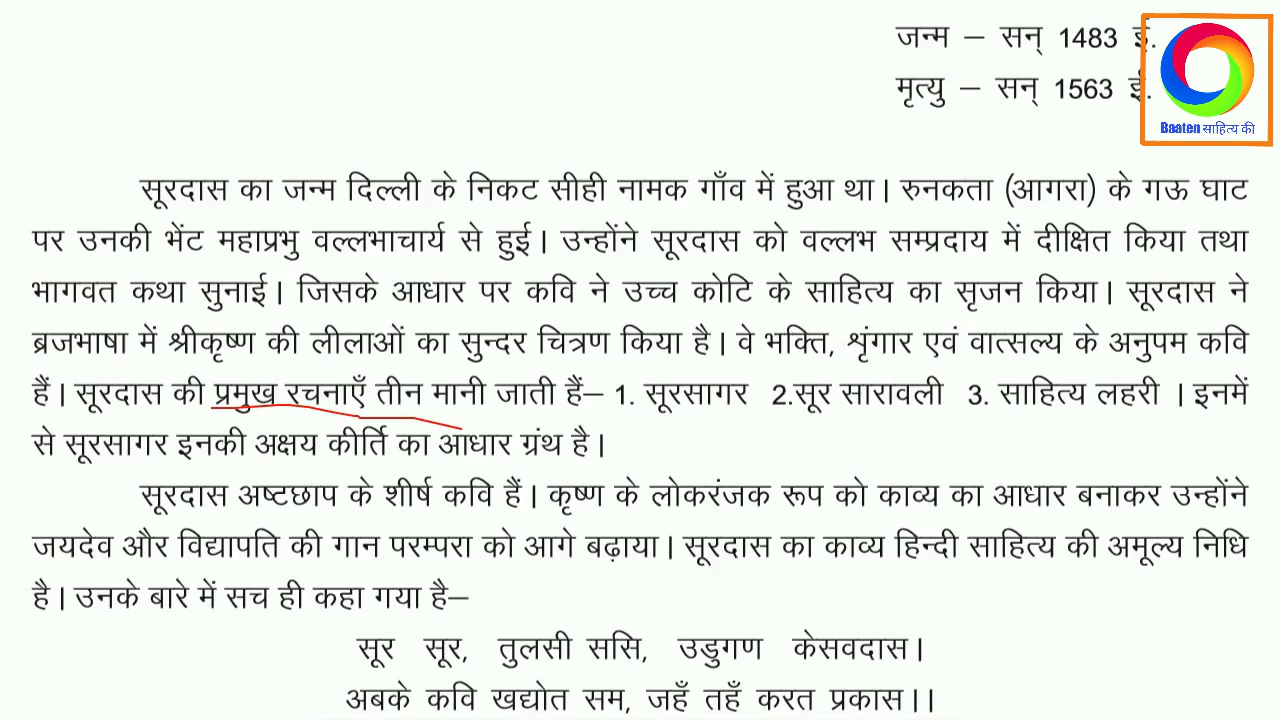 जन्म – सन् 1483 ई.
मृत्यु – सन् 1563 ई.
Baaten साहित्य की
सूरदास का जन्म दिल्ली के निकट सीही नामक गाँव में हुआ था। रुनकता (आगरा) के गऊ घाट
पर उनकी भेंट महाप्रभु वल्लभाचार्य से हुई। उन्होंने सूरदास को वल्लभ सम्प्रदाय में दीक्षित किया तथा
भागवत कथा सुनाई। जिसके आधार पर कवि ने उच्च कोटि के साहित्य का सृजन किया। सूरदास ने
ब्रजभाषा में श्रीकृष्ण की लीलाओं का सुन्दर चित्रण किया है। वे भक्ति, शृंगार एवं वात्सल्य के अनुपम कवि
हैं। सूरदास की प्रमुख रचनाएँ तीन मानी जाती हैं– 1. सूरसागर 2.सूर सारावली 3. साहित्य लहरी । इनमें
से सूरसागर इनकी अक्षय कीर्ति का आधार ग्रंथ है।
सूरदास अष्टछाप के शीर्ष कवि हैं। कृष्ण के लोकरंजक रूप को काव्य का आधार बनाकर उन्होंने
जयदेव और विद्यापति की गान परम्परा को आगे बढ़ाया। सूरदास का काव्य हिन्दी साहित्य की अमूल्य निधि
है। उनके बारे में सच ही कहा गया है–
सूर सूर, तुलसी ससि, उडुगण केसवदास।
अबके कवि खद्योत सम, जहँ तहँ करत प्रकास।।